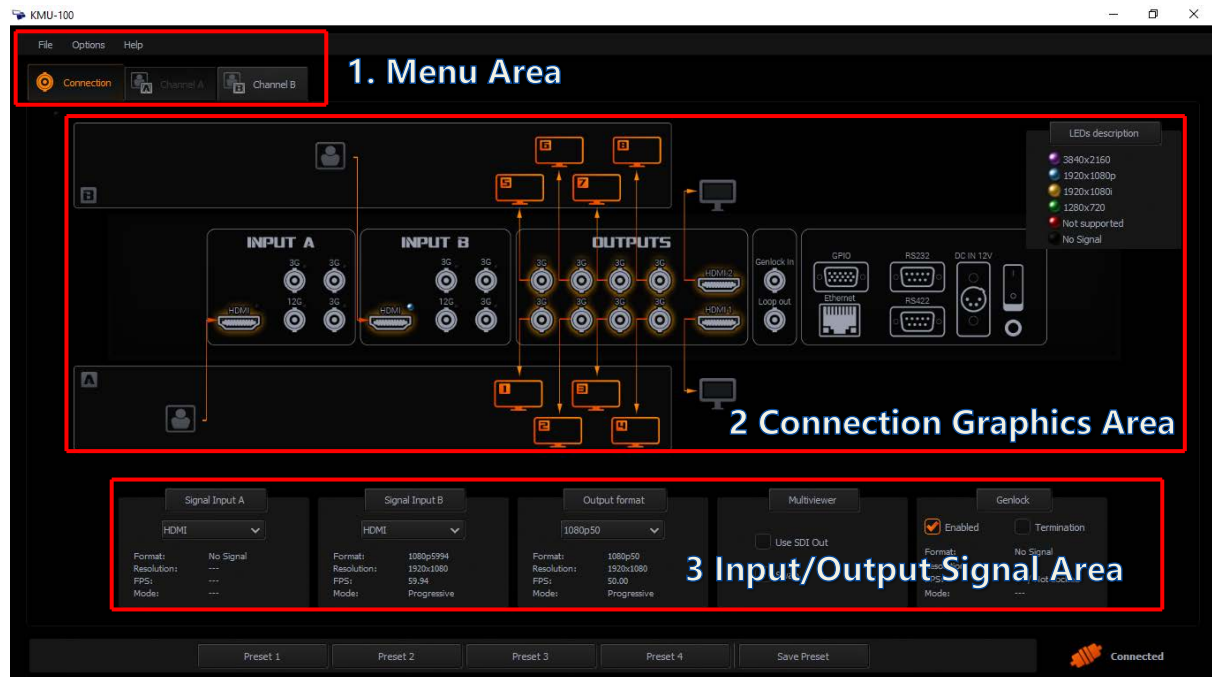 KMU-100
File Options Help
Connection Channel A Channel B
1. Menu Area
LEDs description
3840x2160
1920x1080p
1920x1080i
1280x720
Not supported
No Signal
6 8
5 7
B
INPUT A INPUT B OUTPUTS
3G 3G 3G 3G 3G 3G 3G 3G Genlock In GPIO RS232 DC IN 12V
HDMI-2
12G 3G 12G 3G 3G 3G 3G 3G Loop out Ethernet RS422
HDMI HDMI HDMI-1
A
1 3
2 4
2 Connection Graphics Area
Signal Input A Signal Input B Output format Multiviewer Genlock
HDMI HDMI 1080p50 Use SDI Out Enabled Termination
Format: No Signal Format: 1080p5994 Format: 1080p50 Format: No Signal
Resolution: --- Resolution: 1920x1080 Resolution: 1920x1080
FPS: --- FPS: 59.94 FPS: 50.00 FPS:
Mode: --- Mode: Progressive Mode: Progressive Mode: ---
3 Input/Output Signal Area
Preset 1 Preset 2 Preset 3 Preset 4 Save Preset Connected